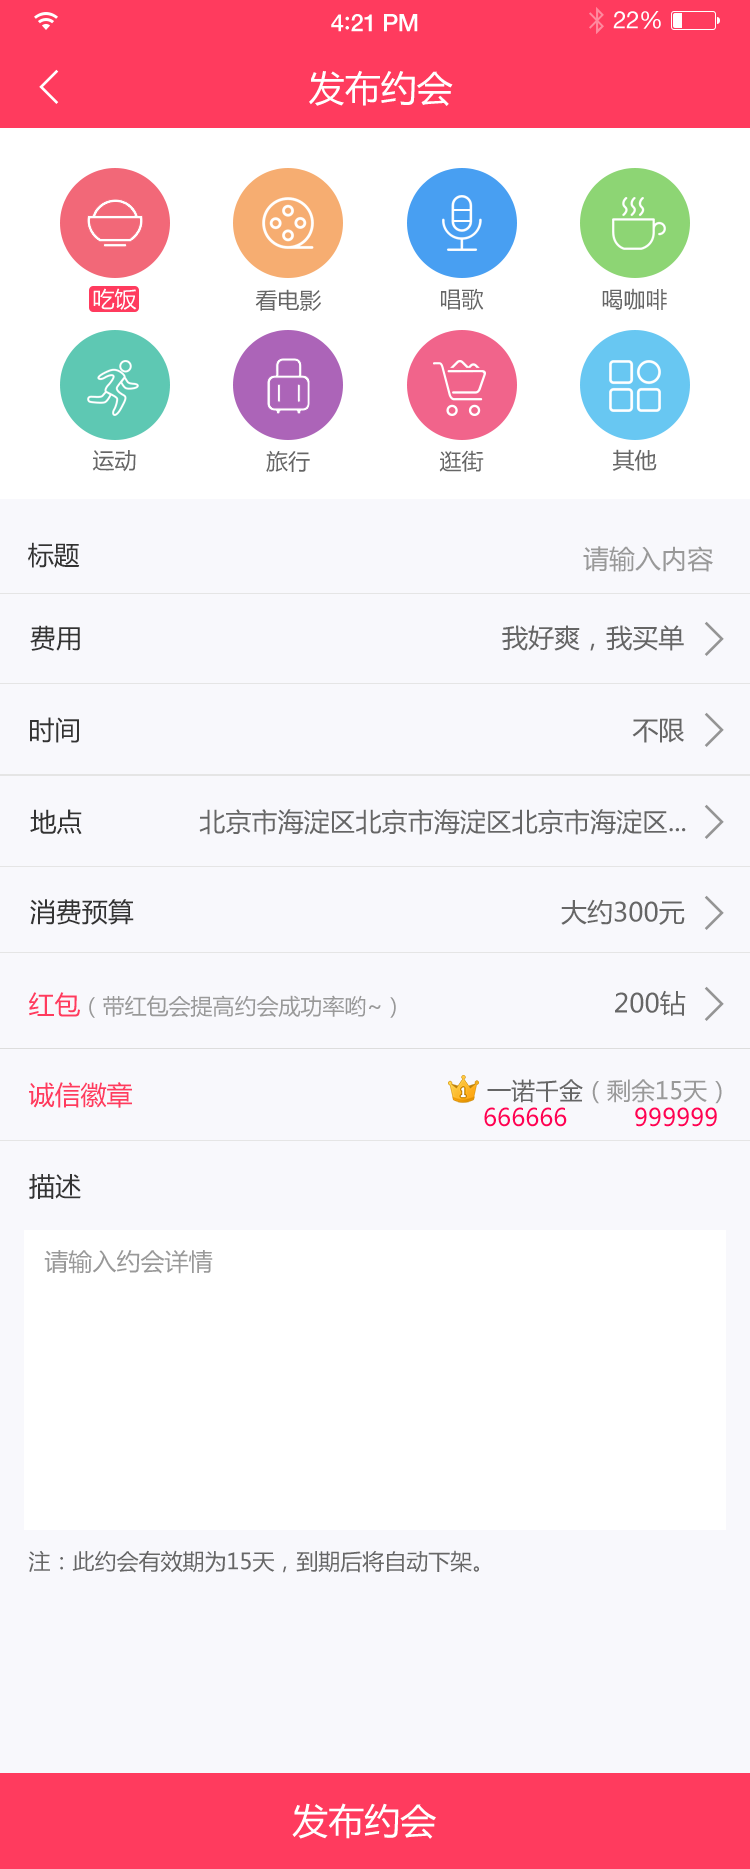 4:21 PM
22%
发布约会
吃饭
看电影
唱歌
喝咖啡
运动
旅行
逛街
其他
标题
请输入内容
费用
我好爽，我买单
时间
不限
地点
北京市海淀区北京市海淀区北京市海淀区...
消费预算
大约300元
红包（带红包会提高约会成功率哟~）
200钻
诚信徽章
1 一诺千金（剩余15天）
666666
999999
描述
请输入约会详情
注：此约会有效期为15天，到期后将自动下架。
发布约会